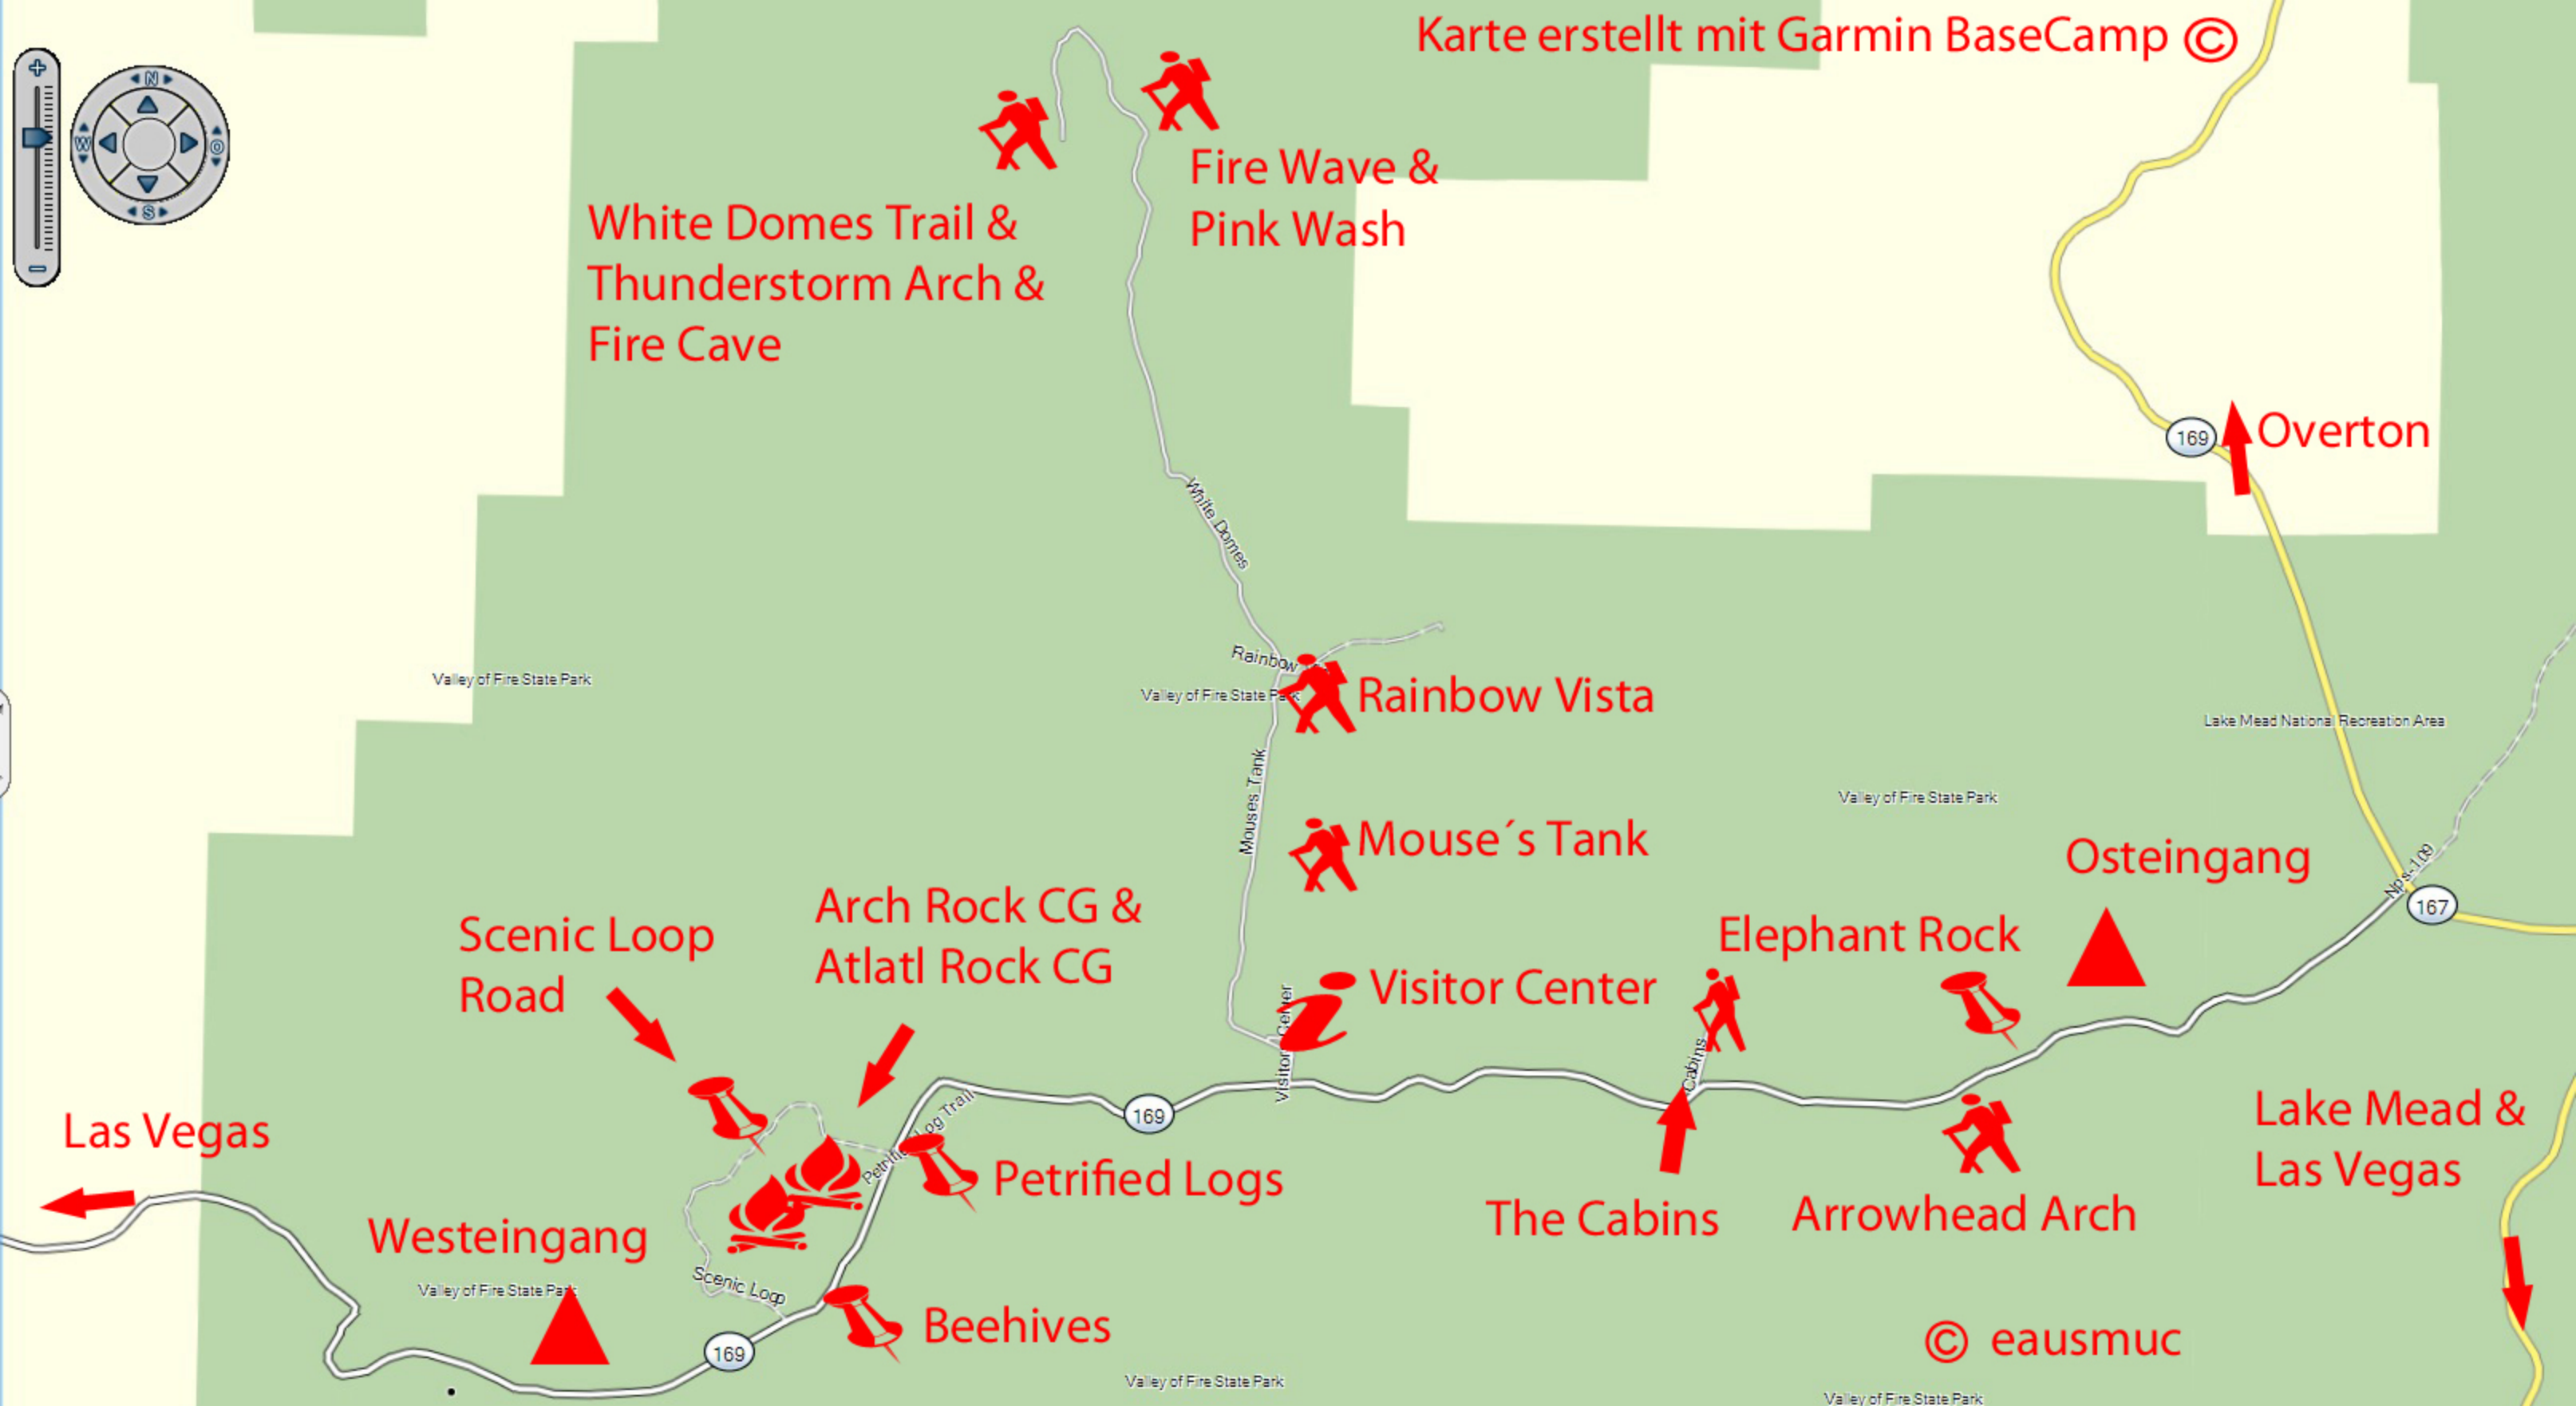 Karte erstellt mit Garmin BaseCamp ©
N
W
O
S
Fire Wave &
Pink Wash
White Domes Trail &
Thunderstorm Arch &
Fire Cave
169
Overton
White Domes
Rainbow
Valley of Fire State Park
Valley of Fire State Park
Rainbow Vista
Lake Mead National Recreation Area
Mouses Tank
Valley of Fire State Park
Mouse´s Tank
Osteingang
Nps-109
167
Arch Rock CG &
Atlatl Rock CG
Scenic Loop
Road
Elephant Rock
Visitor Center
Visitor Center
Cabins
169
Petrified Log Trail
Las Vegas
Petrified Logs
The Cabins
Arrowhead Arch
Lake Mead &
Las Vegas
Westeingang
Valley of Fire State Park
Scenic Loop
Beehives
169
© eausmuc
Valley of Fire State Park
Valley of Fire State Park